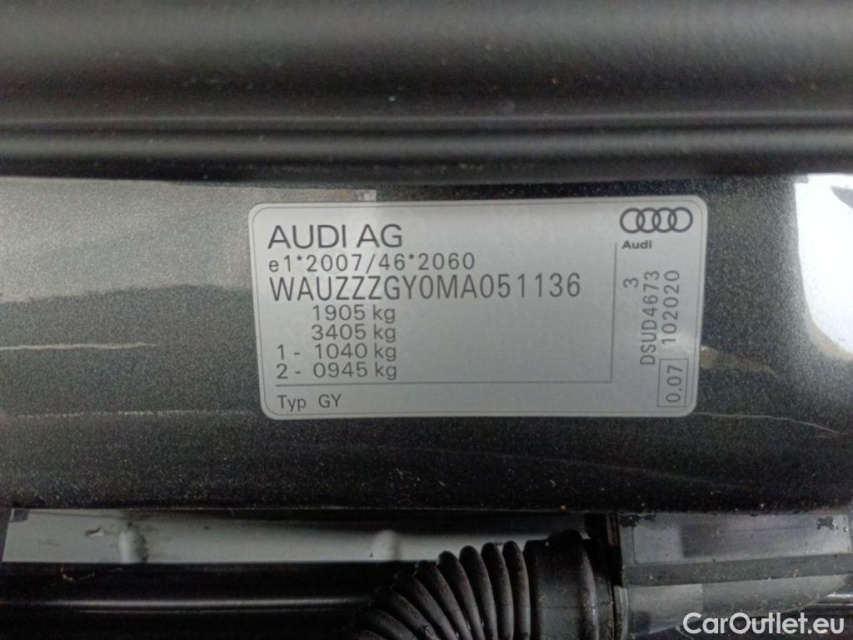 AUDI AG
Audi
e1*2007/46*2060
WAUZZZGY0MA051136
1905 kg
3405 kg
1 - 1040 kg
2 - 0945 kg
Typ GY
3
DSUD4673
102020
0.07
CarOutlet.eu